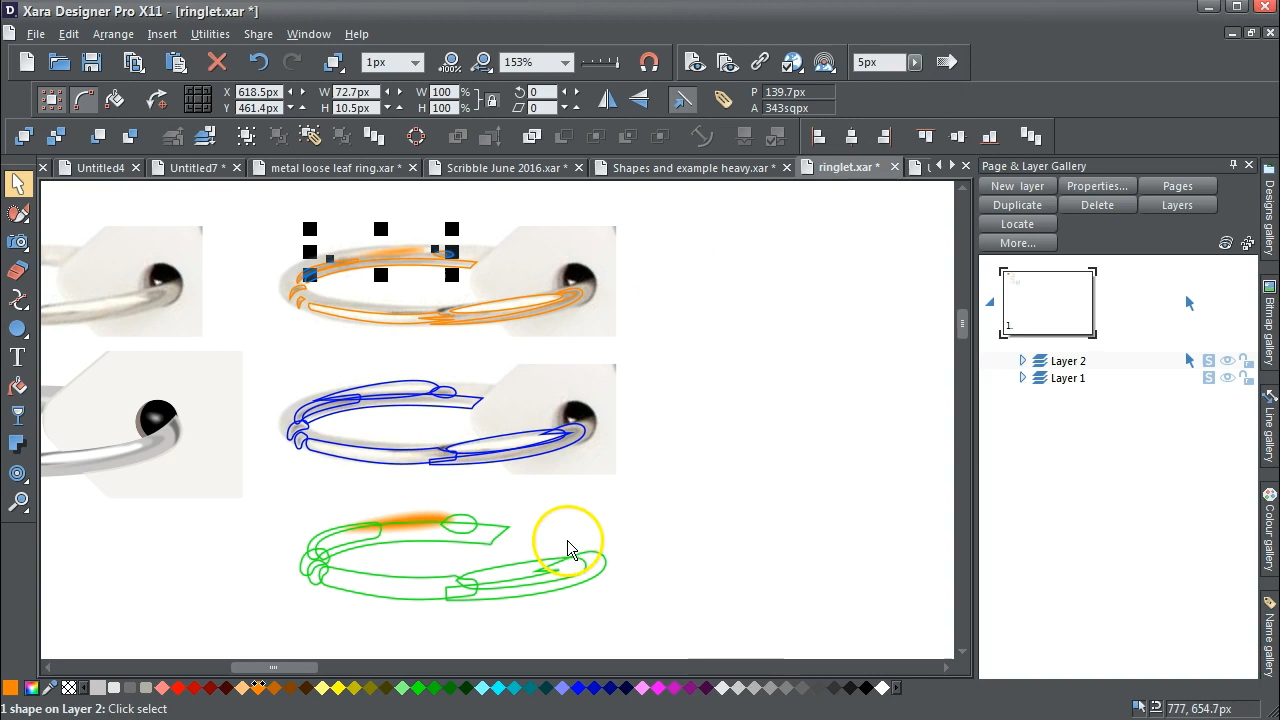 Xara Designer Pro X11 - [ringlet.xar *]
File Edit Arrange Insert Utilities Share Window Help
1px 100% 153% 5px
X 618.5px W 72.7px W 100 % 0 P 139.7px
Y 461.4px H 10.5px H 100 % 0 A 343sqpx
Untitled4 Untitled7 * metal loose leaf ring.xar * Scribble June 2016.xar * Shapes and example heavy.xar * ringlet.xar *
Page & Layer Gallery
New layer Properties... Pages
Duplicate Delete Layers
Locate
More...
1.
Layer 2
Layer 1
Designs gallery
Bitmap gallery
Line gallery
Color gallery
Name gallery
1 shape on Layer 2: Click select
777, 654.7px